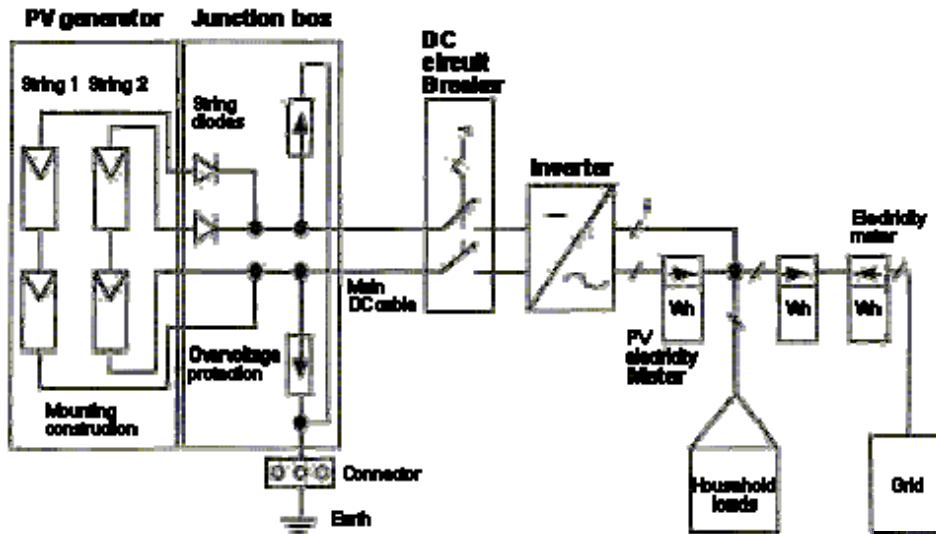 PV generator
Junction box
String 1 String 2
String
diodes
DC
circuit
Breaker
Inverter
Electricity
meter
Main
DC cable
Wh
Wh
Wh
PV
electricity
Meter
Overvoltage
protection
Mounting
construction
Connector
Earth
Household
loads
Grid